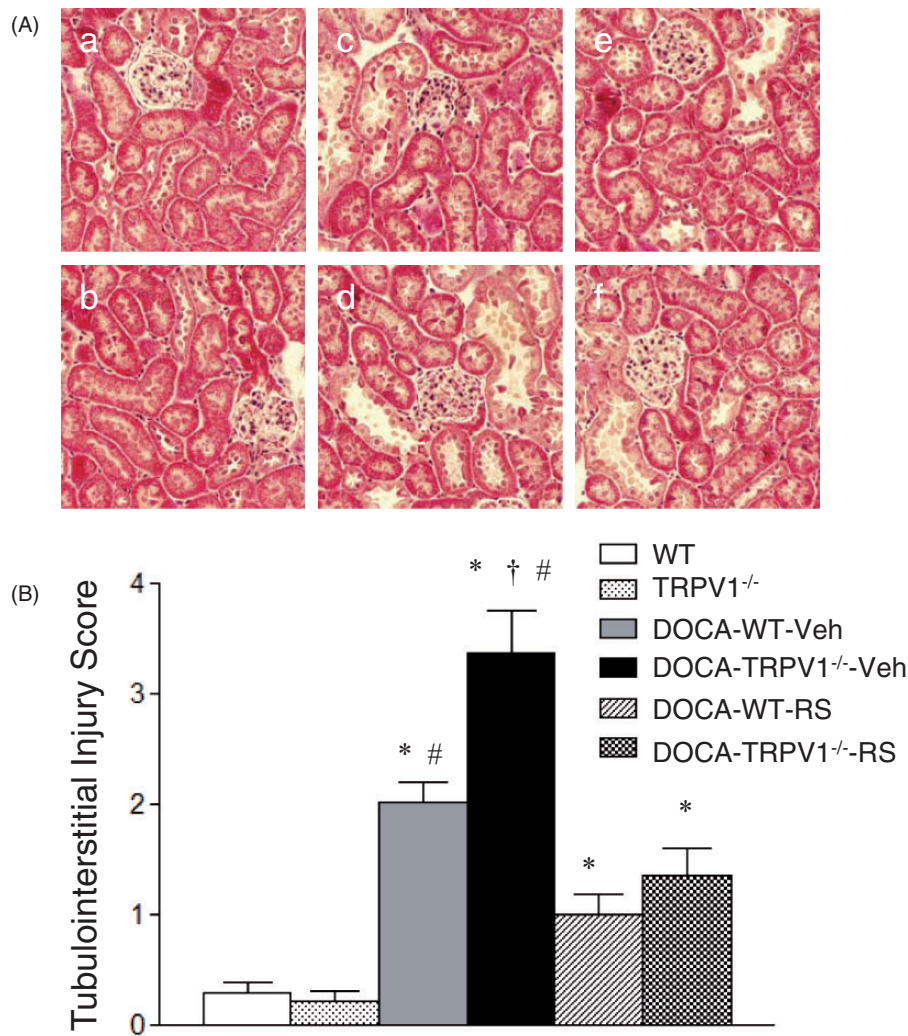 (A)
a
c
e
b
d
f
(B)
Tubulointerstitial Injury Score
4
3
2
1
0
* #
* † #
*
*
WT
TRPV1-/-
DOCA-WT-Veh
DOCA-TRPV1-/--Veh
DOCA-WT-RS
DOCA-TRPV1-/--RS